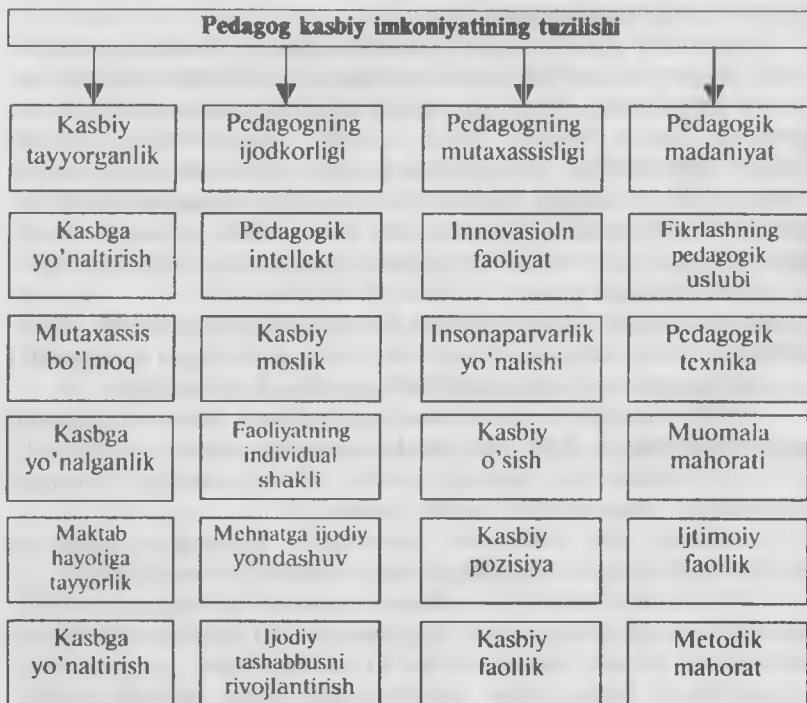 Pedagog kasbiy imkoniyatining tuzilishi
Kasbiy
tayyorganlik
Pedagogning
ijodkorligi
Pedagogning
mutaxassisligi
Pedagogik
madaniyat
Kasbga
yo'naltirish
Pedagogik
intellekt
Innovasioln
faoliyat
Fikrlashning
pedagogik
uslubi
Mutaxassis
bo'lmoq
Kasbiy
moslik
Insonaparvarlik
yo'nalishi
Pedagogik
texnika
Kasbga
yo'nalganlik
Faoliyatning
individual
shakli
Kasbiy
o'sish
Muomala
mahorati
Maktab
hayotiga
tayyorlik
Mehnatga ijodiy
yondashuv
Kasbiy
pozisiya
Ijtimoiy
faollik
Kasbga
yo'naltirish
Ijodiy
tashabbusni
rivojlantirish
Kasbiy
faollik
Metodik
mahorat